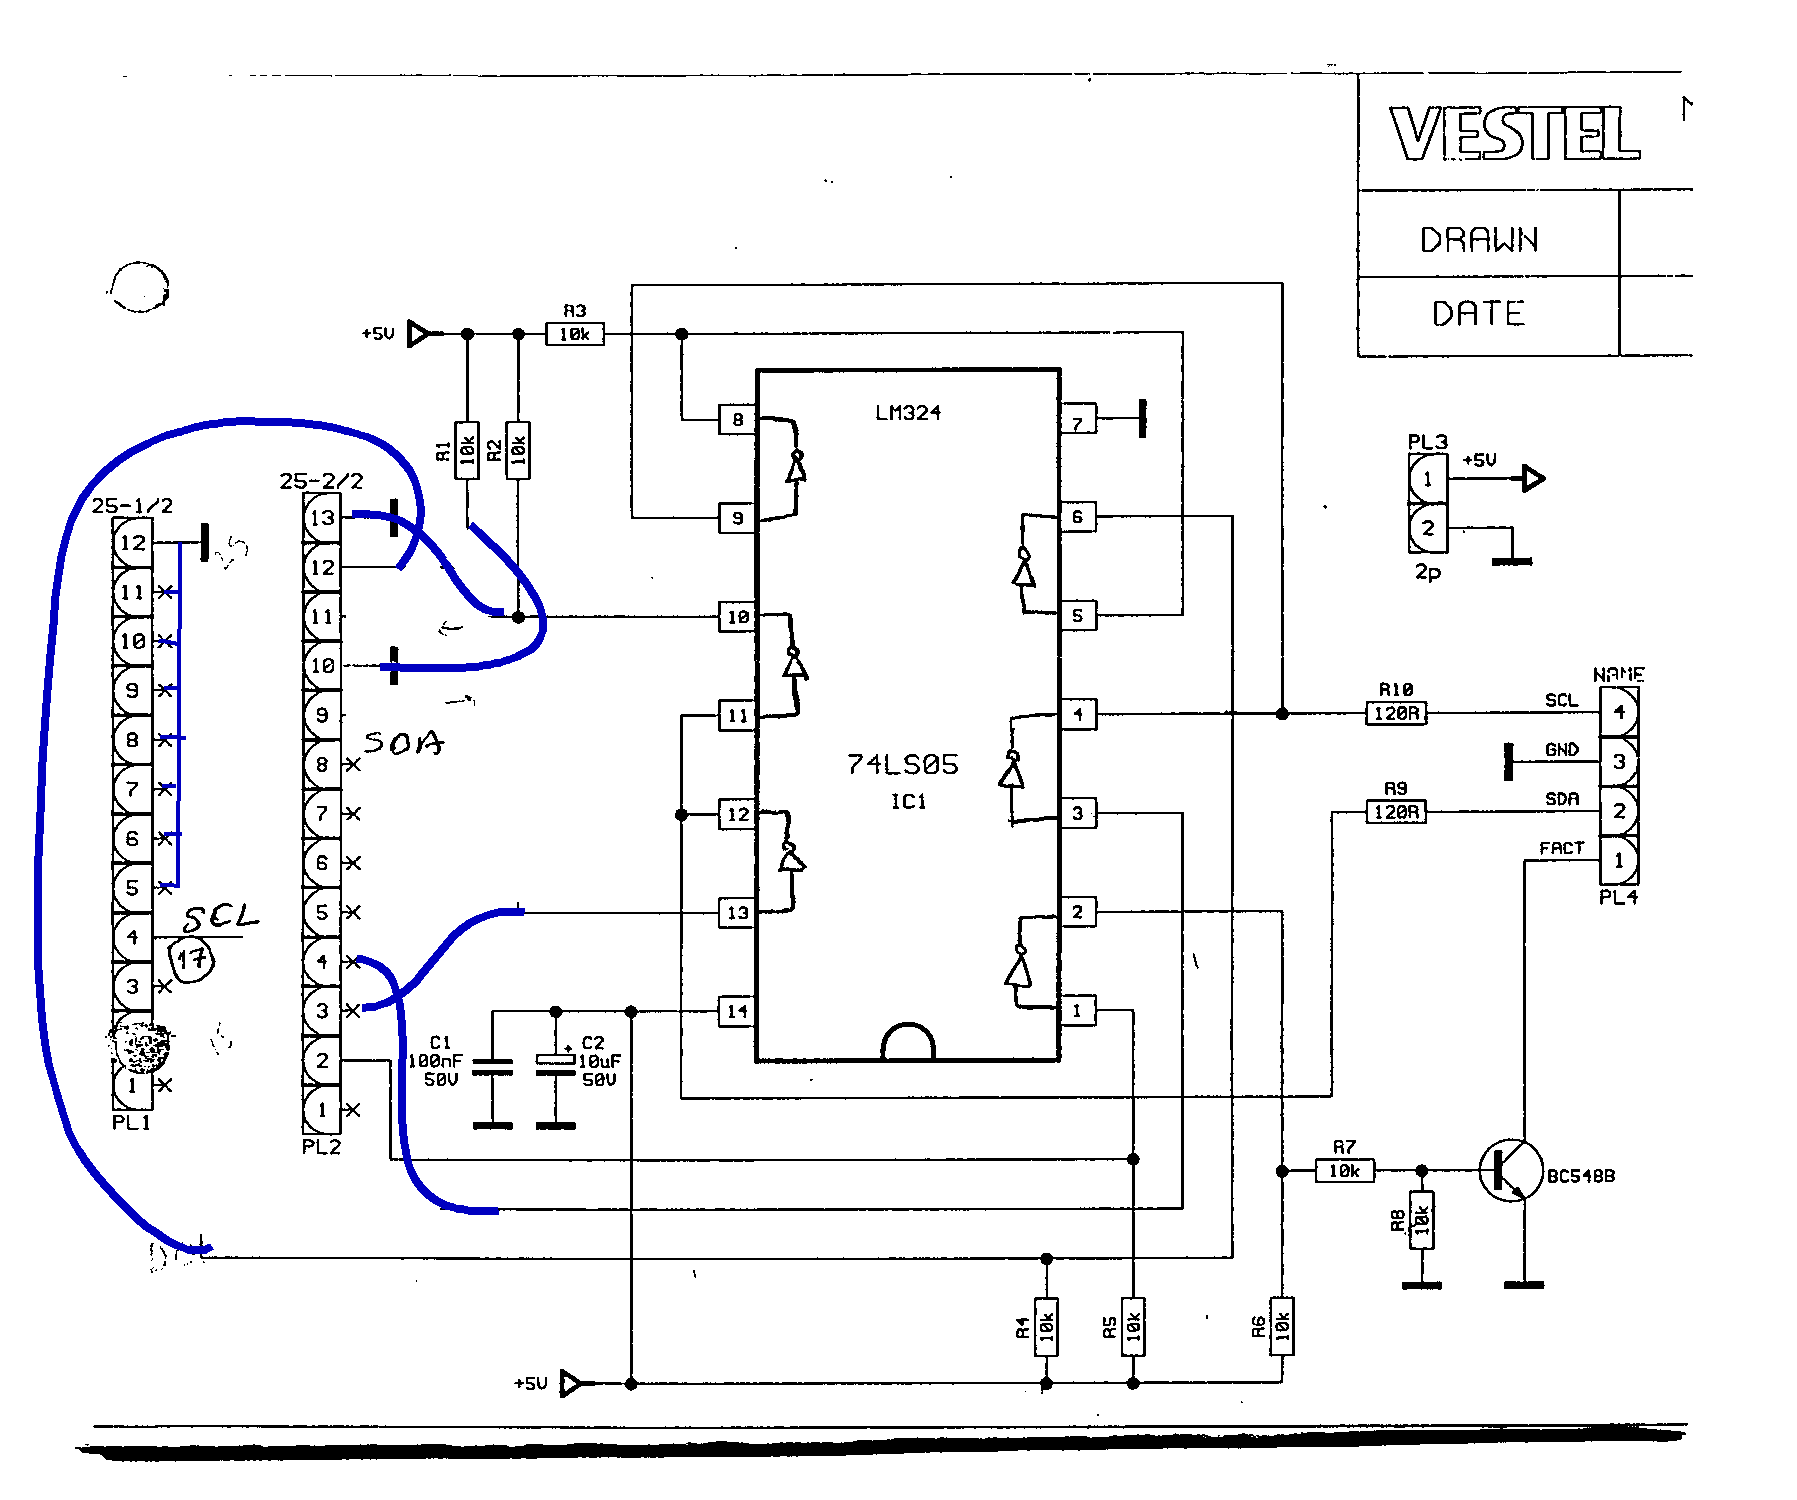 VESTEL
DRAWN
DATE
+5V
R3
10k
R1
10k
R2
10k
LM324
8
9
10
11
12
13
14
7
6
5
4
3
2
1
74LS05
IC1
25-1/2
12
11
10
9
8
7
6
5
4
3
1
PL1
SCL
17
25-2/2
13
12
11
10
9
8
7
6
5
4
3
2
1
PL2
SDA
C1
100nF
50V
+
C2
10uF
50V
PL3
1
2
+5V
2p
NAME
4
3
2
1
PL4
R10
120R
SCL
GND
R9
120R
SDA
FACT
R7
10k
R8
10k
BC548B
R4
10k
R5
10k
R6
10k
+5V